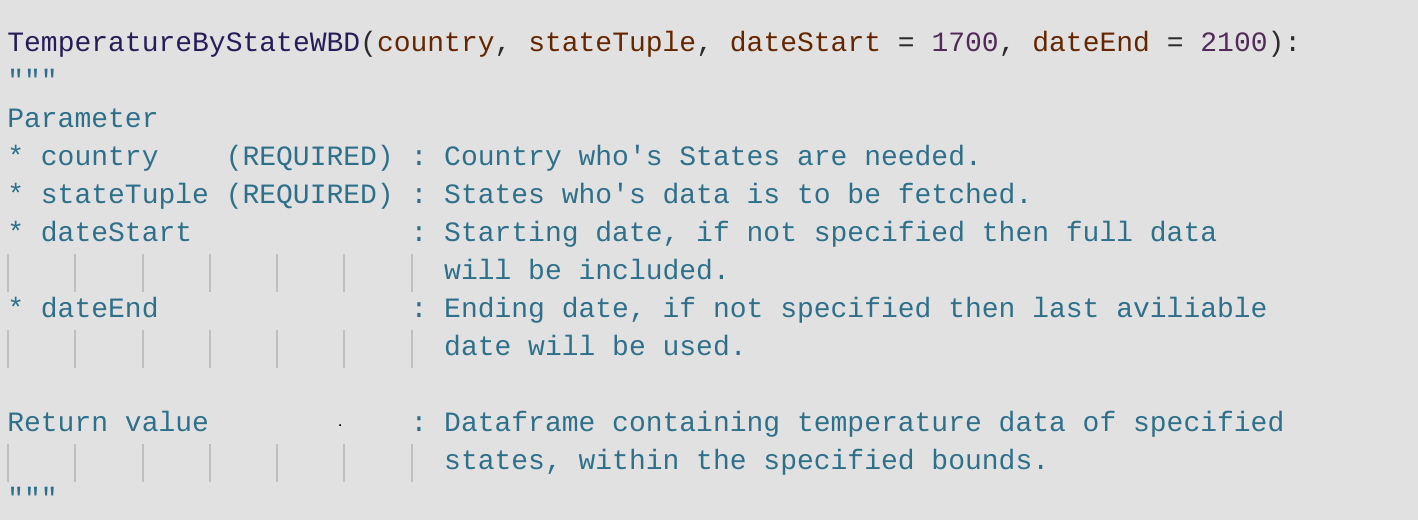 TemperatureByStateWBD(country, stateTuple, dateStart = 1700, dateEnd = 2100):
"""
Parameter
* country    (REQUIRED) : Country who's States are needed.
* stateTuple (REQUIRED) : States who's data is to be fetched.
* dateStart             : Starting date, if not specified then full data
                          will be included.
* dateEnd               : Ending date, if not specified then last aviliable
                          date will be used.

Return value            : Dataframe containing temperature data of specified
                          states, within the specified bounds.
"""